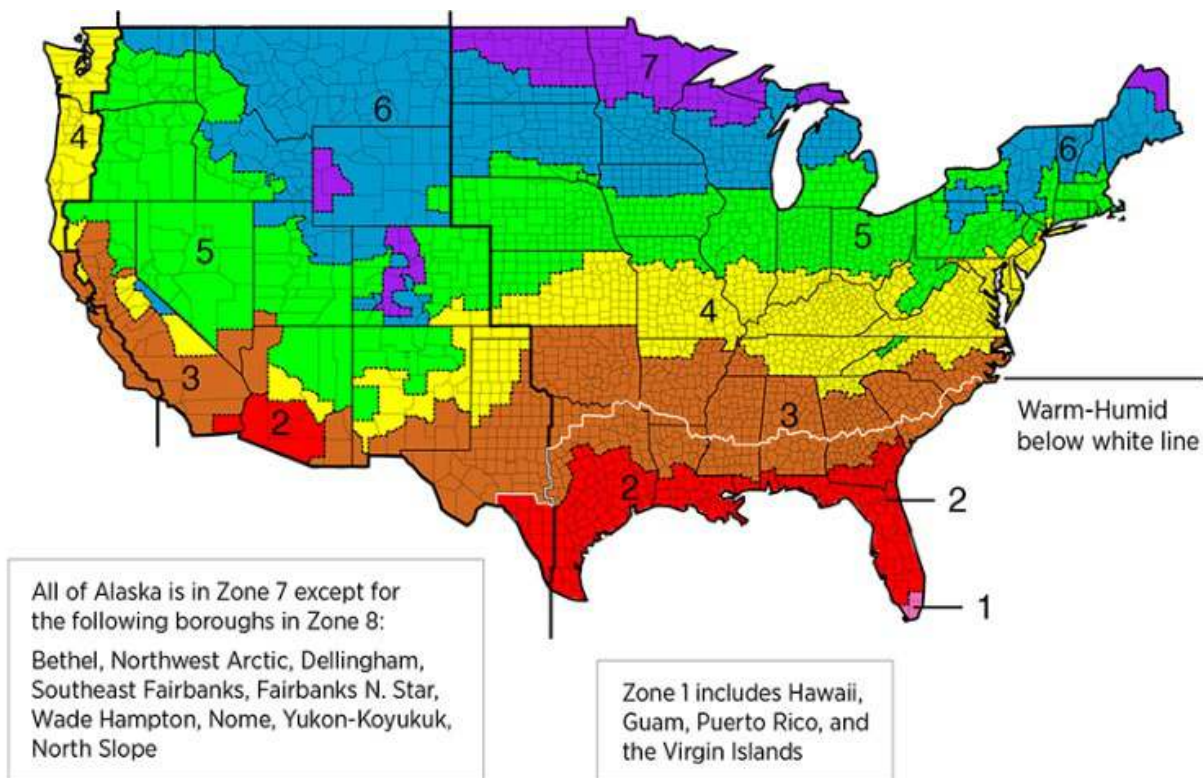 7
6
4
6
5
5
4
3
3
2
Warm-Humid
below white line
2
2
1
All of Alaska is in Zone 7 except for
the following boroughs in Zone 8:
Bethel, Northwest Arctic, Dellingham,
Southeast Fairbanks, Fairbanks N. Star,
Wade Hampton, Nome, Yukon-Koyukuk,
North Slope
Zone 1 includes Hawaii,
Guam, Puerto Rico, and
the Virgin Islands